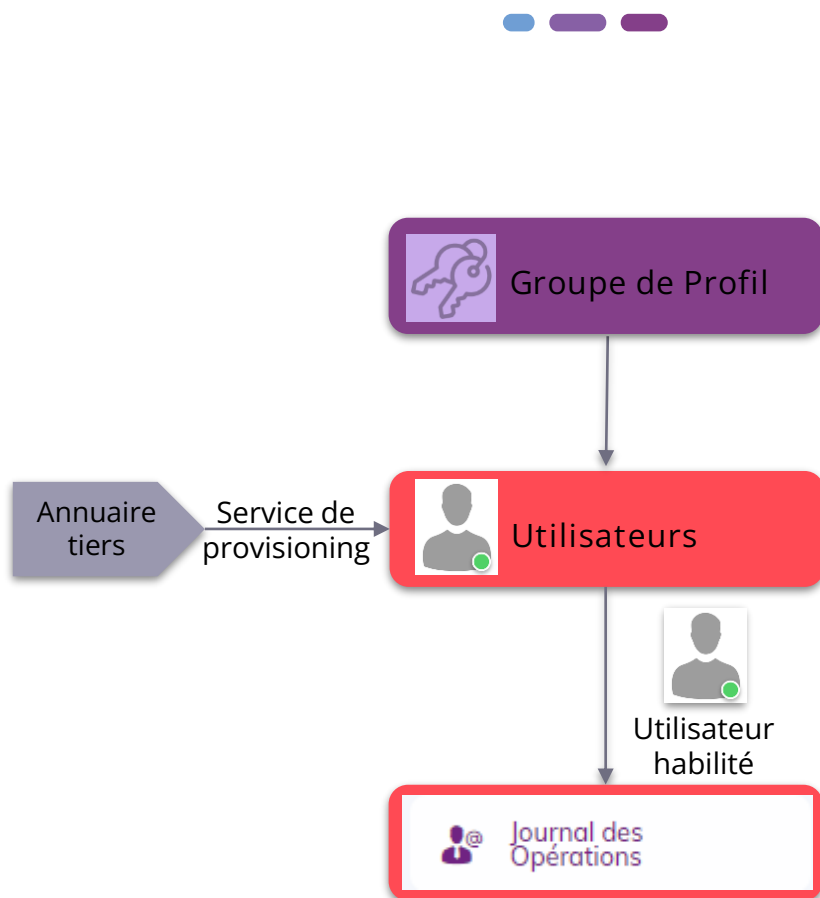 Groupe de Profil
Annuaire
tiers
Service de
provisioning
Utilisateurs
Utilisateur
habilité
@
Journal des
Opérations